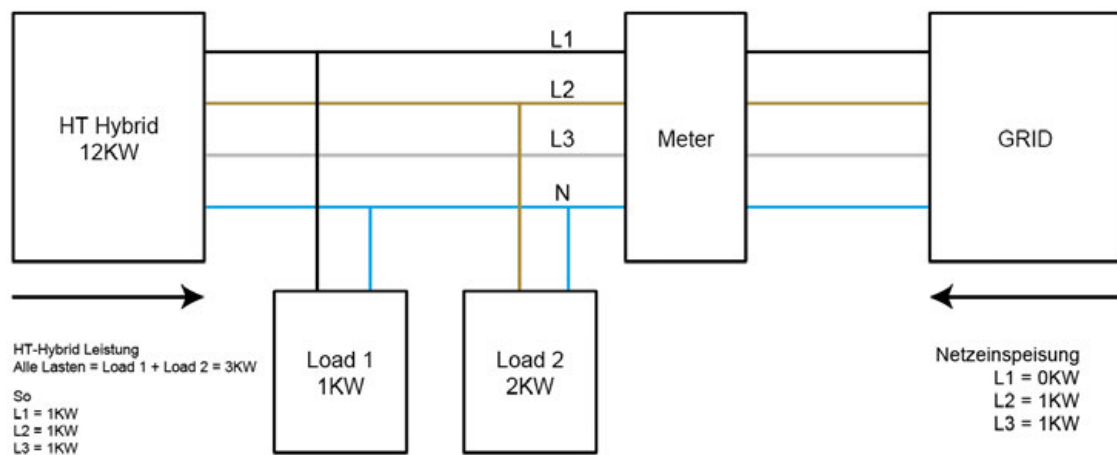 L1
L2
L3
N
HT Hybrid
12KW
Meter
GRID
Load 1
1KW
Load 2
2KW
HT-Hybrid Leistung
Alle Lasten = Load 1 + Load 2 = 3KW
So
L1 = 1KW
L2 = 1KW
L3 = 1KW
Netzeinspeisung
L1 = 0KW
L2 = 1KW
L3 = 1KW